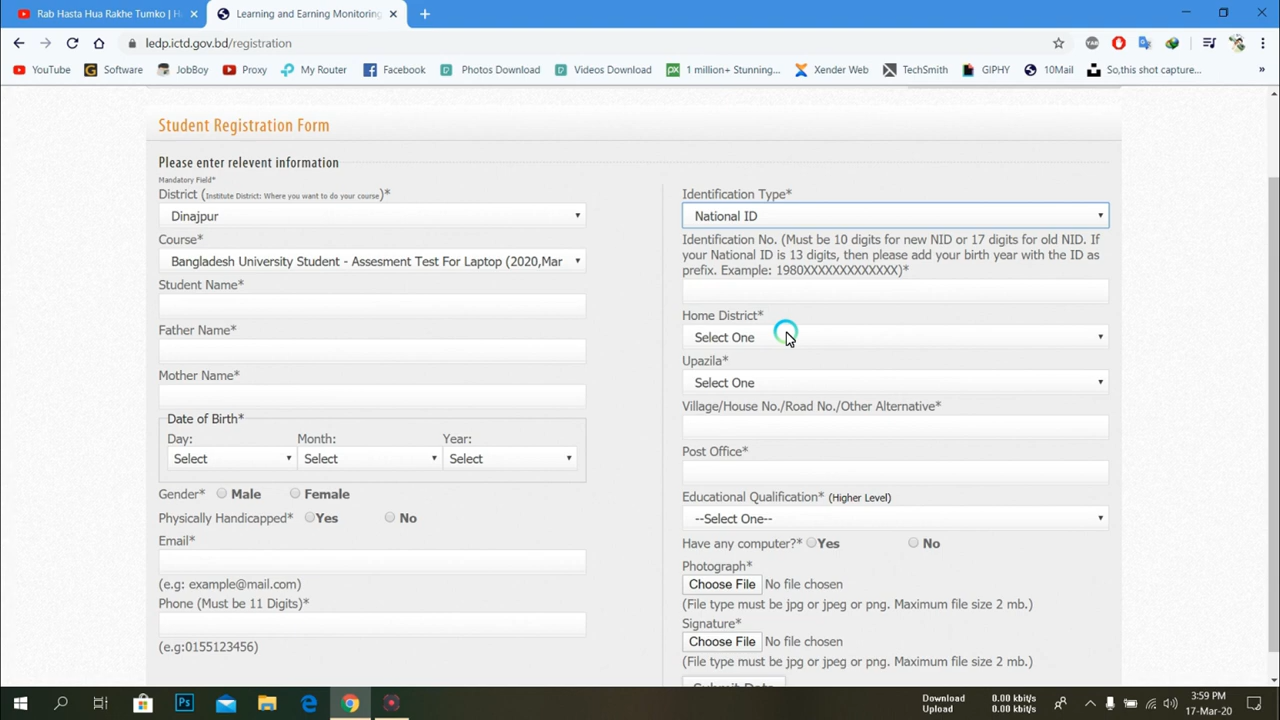 Rab Hasta Hua Rakhe Tumko | H
Learning and Earning Monitoring
ledp.ictd.gov.bd/registration
YouTube
Software
JobBoy
Proxy
My Router
Facebook
Photos Download
Videos Download
1 million+ Stunning...
Xender Web
TechSmith
GIPHY
10Mail
So,this shot capture...
»
Student Registration Form
Please enter relevant information
Mandatory Field*
District (Institute District: Where you want to do your course)*
Dinajpur
Course*
Bangladesh University Student - Assesment Test For Laptop (2020,Mar
Student Name*
Father Name*
Mother Name*
Date of Birth*
Day: Month: Year:
Select Select Select
Gender* Male Female
Physically Handicapped* Yes No
Email*
(e.g: example@mail.com)
Phone (Must be 11 Digits)*
(e.g:0155123456)
Identification Type*
National ID
Identification No. (Must be 10 digits for new NID or 17 digits for old NID. If
your National ID is 13 digits, then please add your birth year with the ID as
prefix. Example: 1980XXXXXXXXXXXXX)*
Home District*
Select One
Upazila*
Select One
Village/House No./Road No./Other Alternative*
Post Office*
Educational Qualification* (Higher Level)
--Select One--
Have any computer?* Yes No
Photograph*
Choose File No file chosen
(File type must be jpg or jpeg or png. Maximum file size 2 mb.)
Signature*
Choose File No file chosen
(File type must be jpg or jpeg or png. Maximum file size 2 mb.)
Submit Data
Download 0.00 kbit/s
Upload 0.00 kbit/s
3:59 PM
17-Mar-20